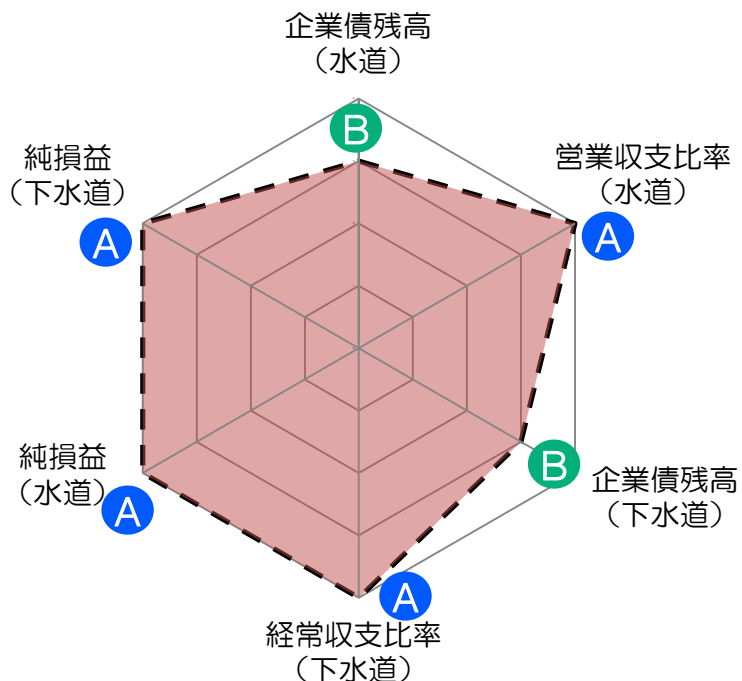 企業債残高
（水道）
B
純損益
（下水道）
A
営業収支比率
（水道）
A
純損益
（水道）
A
B
企業債残高
（下水道）
A
経常収支比率
（下水道）